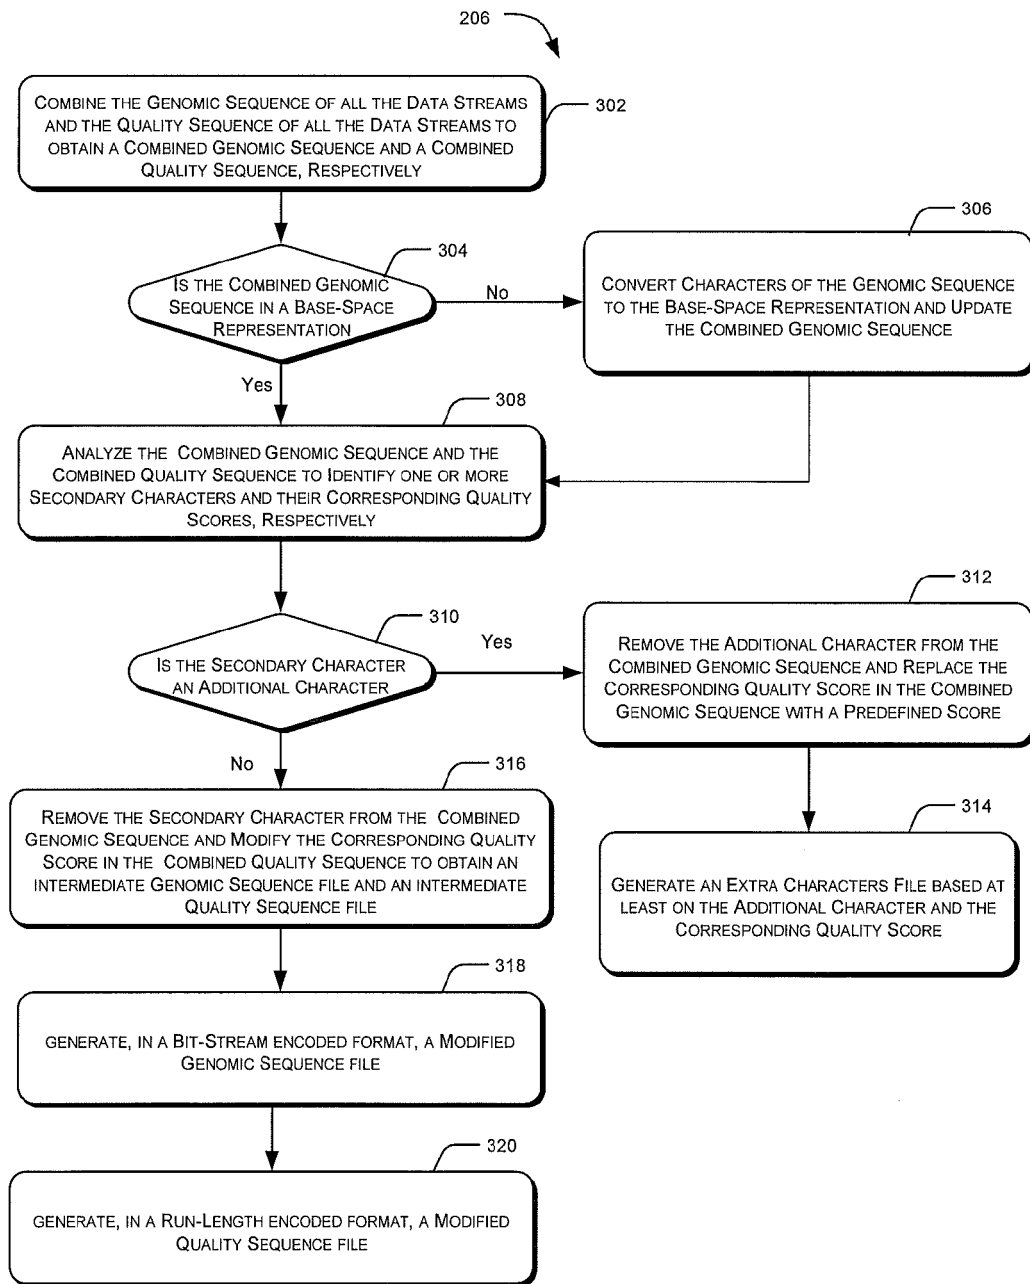 206
COMBINE THE GENOMIC SEQUENCE OF ALL THE DATA STREAMS
AND THE QUALITY SEQUENCE OF ALL THE DATA STREAMS TO
OBTAIN A COMBINED GENOMIC SEQUENCE AND A COMBINED
QUALITY SEQUENCE, RESPECTIVELY
302
304
IS THE COMBINED GENOMIC
SEQUENCE IN A BASE-SPACE
REPRESENTATION
No
Yes
306
CONVERT CHARACTERS OF THE GENOMIC SEQUENCE
TO THE BASE-SPACE REPRESENTATION AND UPDATE
THE COMBINED GENOMIC SEQUENCE
308
ANALYZE THE COMBINED GENOMIC SEQUENCE AND THE
COMBINED QUALITY SEQUENCE TO IDENTIFY ONE OR MORE
SECONDARY CHARACTERS AND THEIR CORRESPONDING QUALITY
SCORES, RESPECTIVELY
310
IS THE SECONDARY CHARACTER
AN ADDITIONAL CHARACTER
Yes
No
312
REMOVE THE ADDITIONAL CHARACTER FROM THE
COMBINED GENOMIC SEQUENCE AND REPLACE THE
CORRESPONDING QUALITY SCORE IN THE COMBINED
GENOMIC SEQUENCE WITH A PREDEFINED SCORE
314
GENERATE AN EXTRA CHARACTERS FILE BASED AT
LEAST ON THE ADDITIONAL CHARACTER AND THE
CORRESPONDING QUALITY SCORE
316
REMOVE THE SECONDARY CHARACTER FROM THE COMBINED
GENOMIC SEQUENCE AND MODIFY THE CORRESPONDING QUALITY
SCORE IN THE COMBINED QUALITY SEQUENCE TO OBTAIN AN
INTERMEDIATE GENOMIC SEQUENCE FILE AND AN INTERMEDIATE
QUALITY SEQUENCE FILE
318
GENERATE, IN A BIT-STREAM ENCODED FORMAT, A MODIFIED
GENOMIC SEQUENCE FILE
320
GENERATE, IN A RUN-LENGTH ENCODED FORMAT, A MODIFIED
QUALITY SEQUENCE FILE